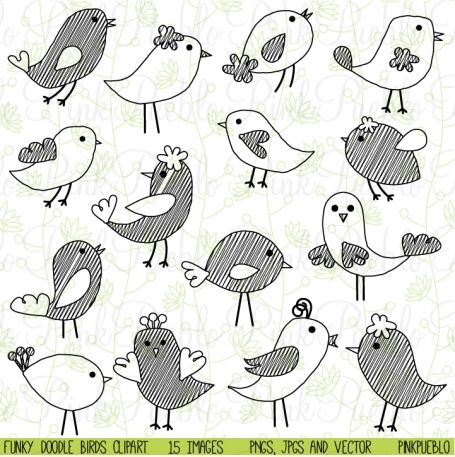 FUNKY DOODLE BIRDS CLIPART 15 IMAGES PNGS, JPGS AND VECTOR PINKPUEBLO